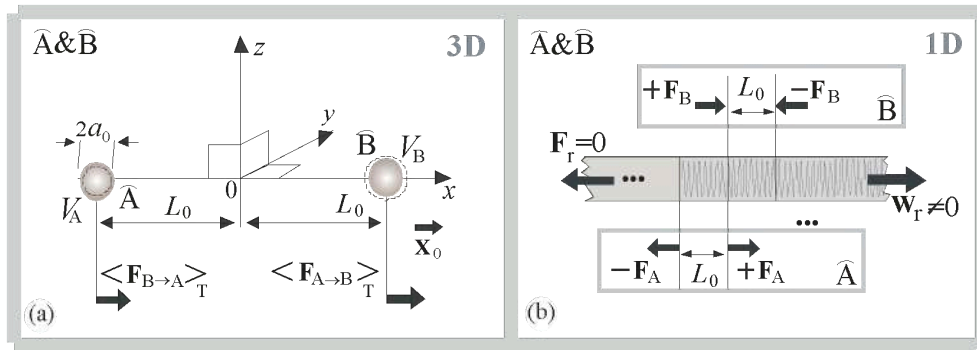 Â&B̂ 3D
z
y
2a₀
B̂ V_B
V_A Â
0
x
L₀ L₀
x₀
<F_B→A>_T <F_A→B>_T
(a)
Â&B̂ 1D
+F_B L₀ −F_B
B̂
F_r=0
•••
W_r≠0
•••
−F_A L₀ +F_A
Â
(b)